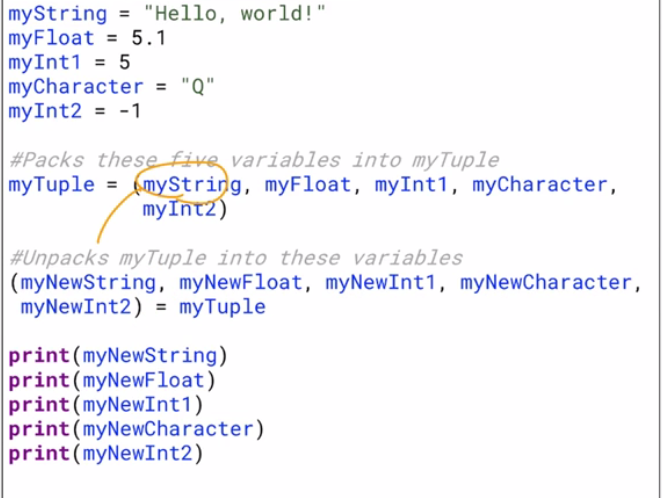 myString = "Hello, world!"
myFloat = 5.1
myInt1 = 5
myCharacter = "Q"
myInt2 = -1
#Packs these five variables into myTuple
myTuple = (myString, myFloat, myInt1, myCharacter,
myInt2)
#Unpacks myTuple into these variables
(myNewString, myNewFloat, myNewInt1, myNewCharacter,
myNewInt2) = myTuple
print(myNewString)
print(myNewFloat)
print(myNewInt1)
print(myNewCharacter)
print(myNewInt2)